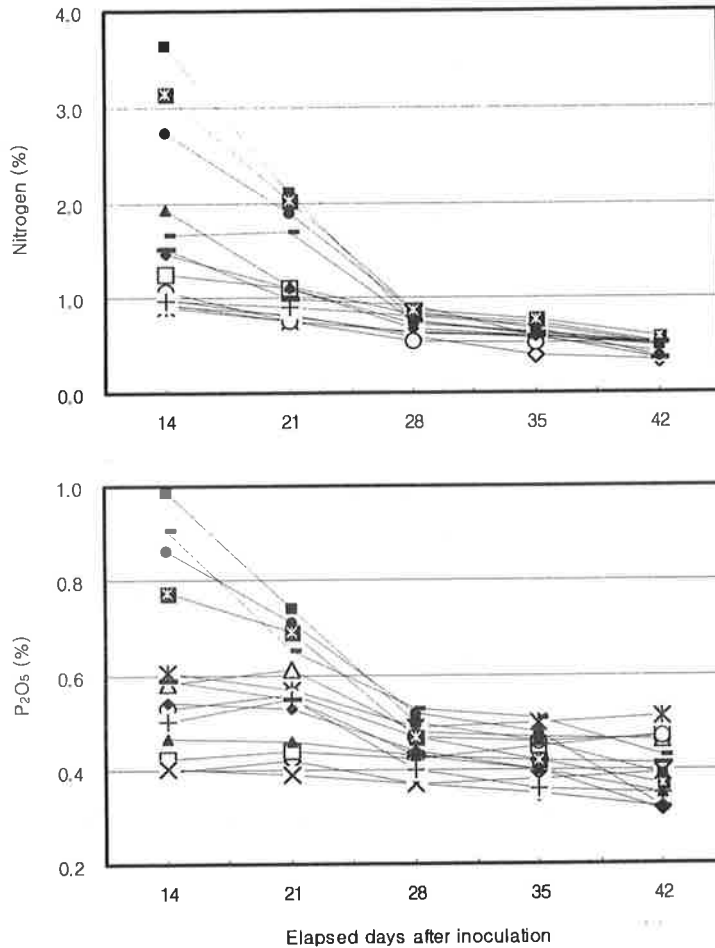 4.0
3.0
2.0
1.0
0.0
Nitrogen (%)
14 21 28 35 42
1.0
0.8
0.6
0.4
0.2
P₂O₅ (%)
14 21 28 35 42
Elapsed days after inoculation